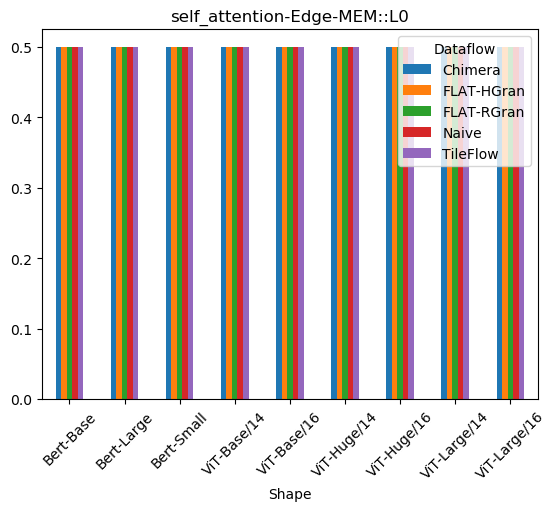 self_attention-Edge-MEM::L0
0.5
0.4
0.3
0.2
0.1
0.0
Dataflow
Chimera
FLAT-HGran
FLAT-RGran
Naive
TileFlow
Bert-Base
Bert-Large
Bert-Small
ViT-Base/14
ViT-Base/16
ViT-Huge/14
ViT-Huge/16
ViT-Large/14
ViT-Large/16
Shape